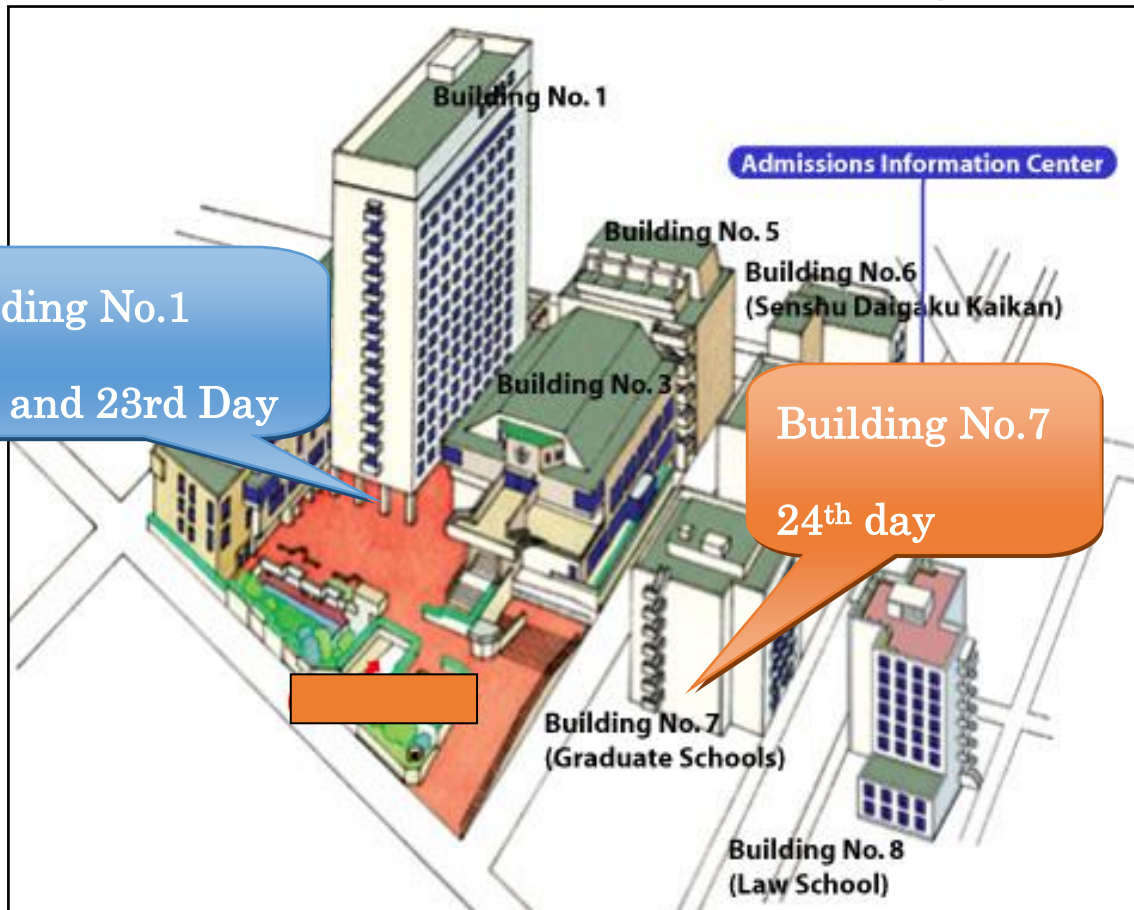 Building No. 1
Admissions Information Center
Building No. 5
Building No.6
(Senshu Daigaku Kaikan)
ding No.1
and 23rd Day
Building No. 3
Building No.7
24th day
Building No. 7
(Graduate Schools)
Building No. 8
(Law School)